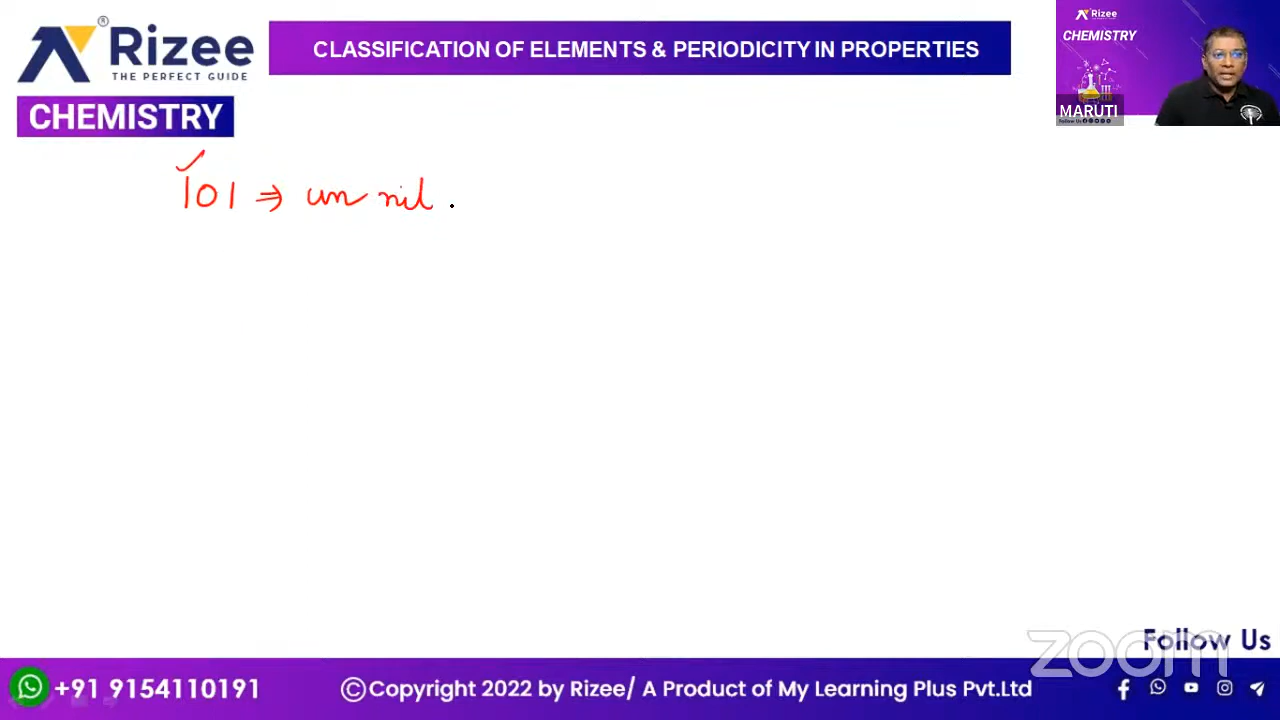 Rizee®
THE PERFECT GUIDE
CHEMISTRY
CLASSIFICATION OF ELEMENTS & PERIODICITY IN PROPERTIES
Rizee
CHEMISTRY
MARUTI
101 ⇒ un nil .
Follow Us
zoom
+91 9154110191
©Copyright 2022 by Rizee/ A Product of My Learning Plus Pvt.Ltd